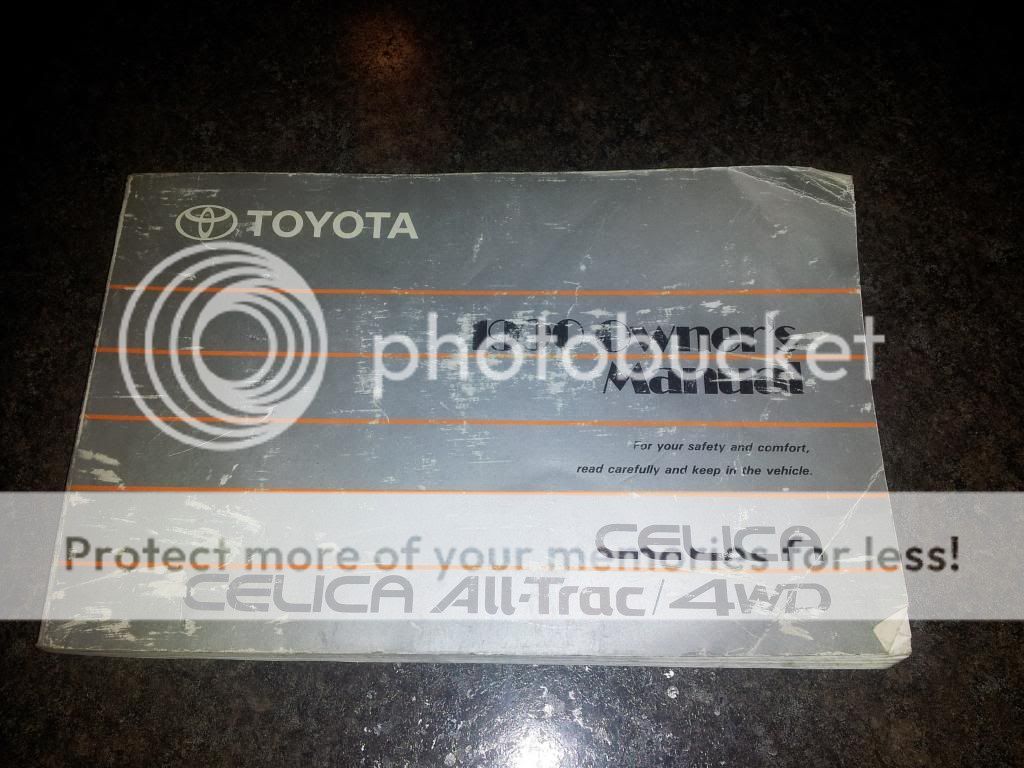 TOYOTA
Owner's
Manual
photobucket
For your safety and comfort,
read carefully and keep in the vehicle.
CELICA
Protect more of your memories for less!
CELICA All-Trac/4WD